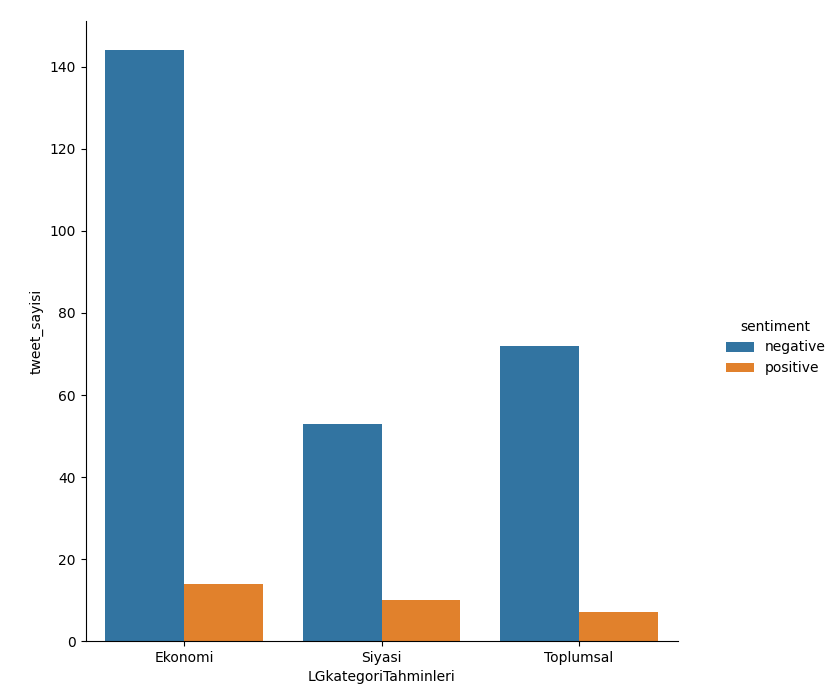 140
120
100
80
60
40
20
0
tweet_sayisi
Ekonomi Siyasi Toplumsal
LGkategoriTahminleri
sentiment
negative
positive